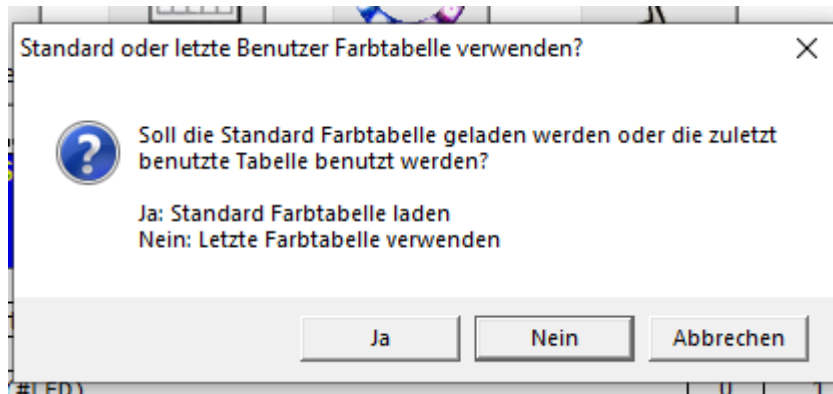 Standard oder letzte Benutzer Farbtabelle verwenden?
Soll die Standard Farbtabelle geladen werden oder die zuletzt
benutzte Tabelle benutzt werden?
Ja: Standard Farbtabelle laden
Nein: Letzte Farbtabelle verwenden
Ja
Nein
Abbrechen